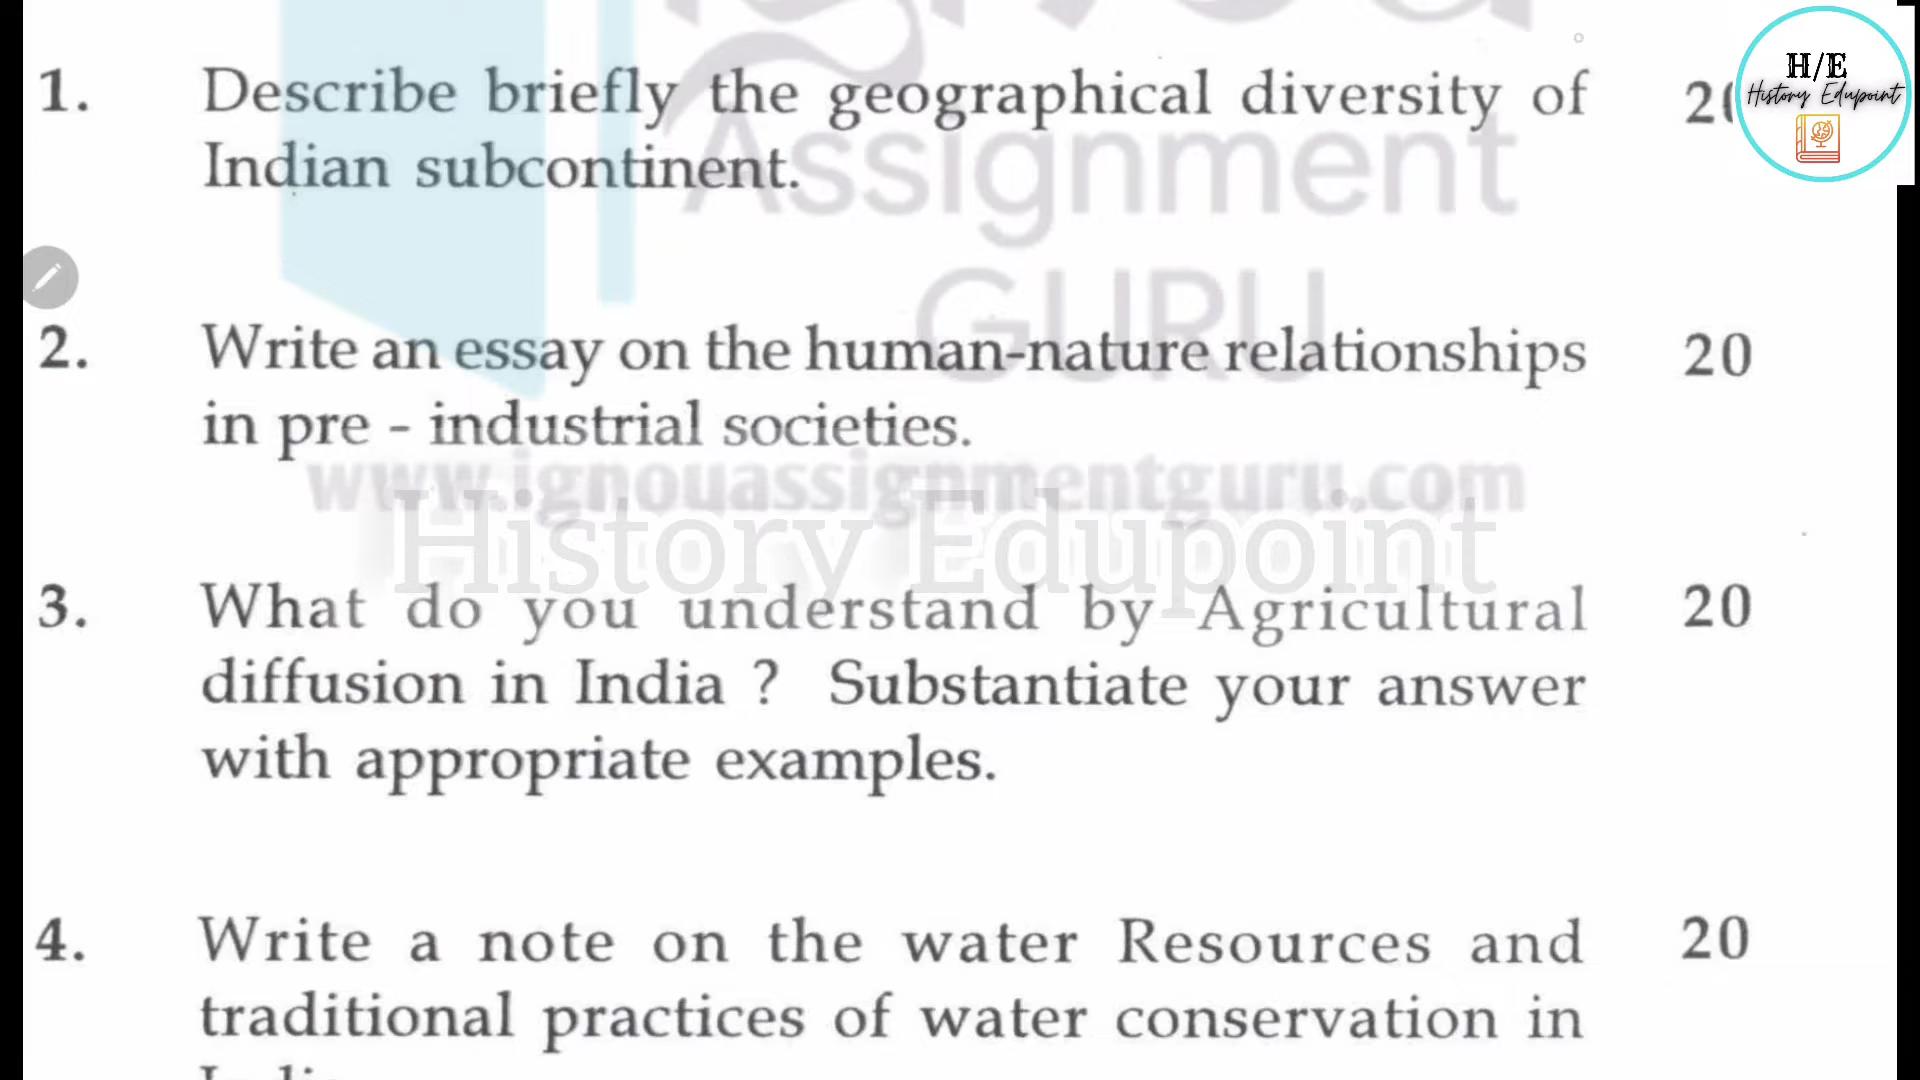 1. Describe briefly the geographical diversity of 20
Indian subcontinent.
H/E
History Edupoint
Assignment
GURU
2. Write an essay on the human-nature relationships 20
in pre - industrial societies.
www.ignouassignmentguru.com
History Edupoint
3. What do you understand by Agricultural 20
diffusion in India ? Substantiate your answer
with appropriate examples.
4. Write a note on the water Resources and 20
traditional practices of water conservation in